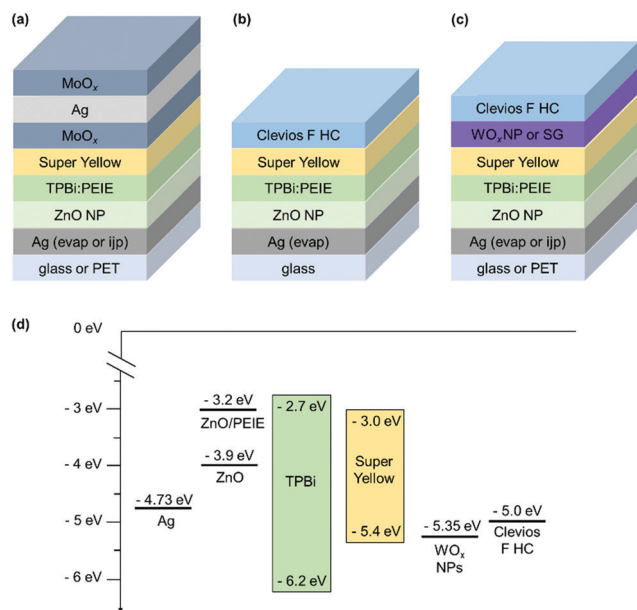 (a)
MoOₓ
Ag
MoOₓ
Super Yellow
TPBi:PEIE
ZnO NP
Ag (evap or ijp)
glass or PET
(b)
Clevios F HC
Super Yellow
TPBi:PEIE
ZnO NP
Ag (evap)
glass
(c)
Clevios F HC
WOₓNP or SG
Super Yellow
TPBi:PEIE
ZnO NP
Ag (evap or ijp)
glass or PET
(d)
0 eV
- 3 eV
- 4 eV
- 5 eV
- 6 eV
- 4.73 eV
Ag
- 3.2 eV
ZnO/PEIE
- 3.9 eV
ZnO
- 2.7 eV
TPBi
- 6.2 eV
- 3.0 eV
Super
Yellow
- 5.4 eV
- 5.35 eV
WOₓ
NPs
- 5.0 eV
Clevios
F HC